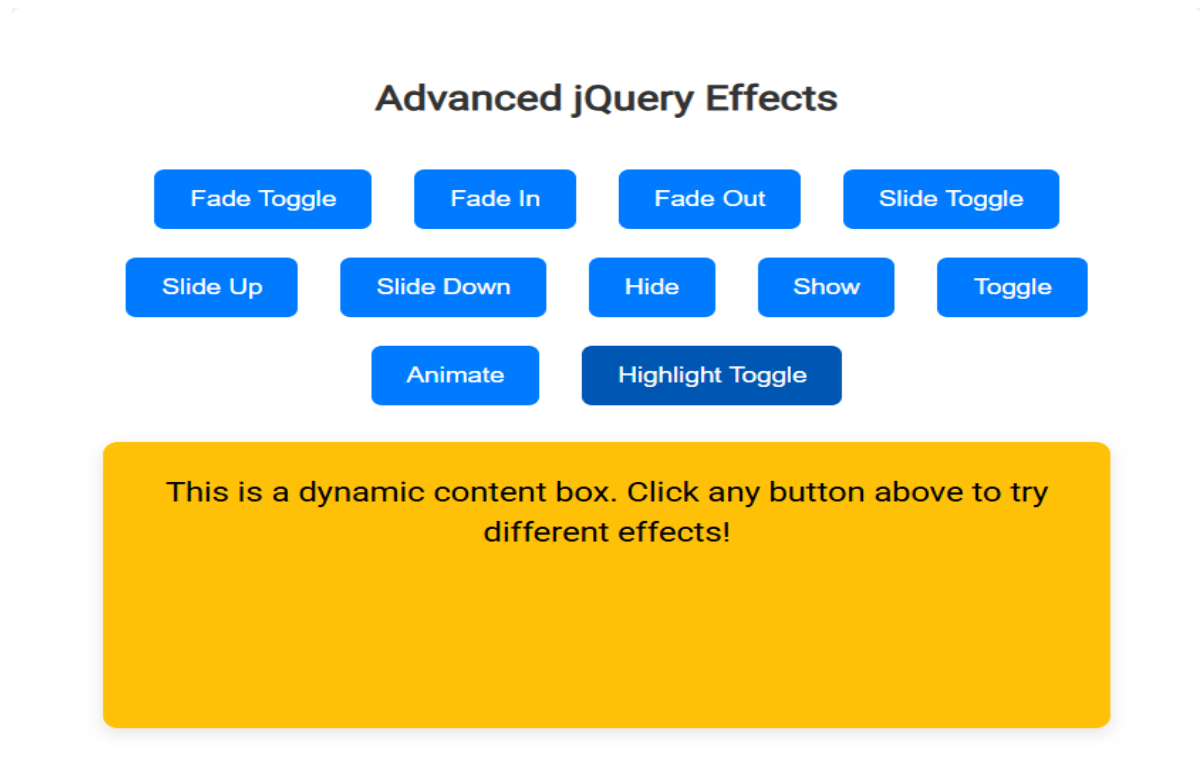 Advanced jQuery Effects
Fade Toggle Fade In Fade Out Slide Toggle
Slide Up Slide Down Hide Show Toggle
Animate Highlight Toggle
This is a dynamic content box. Click any button above to try
different effects!